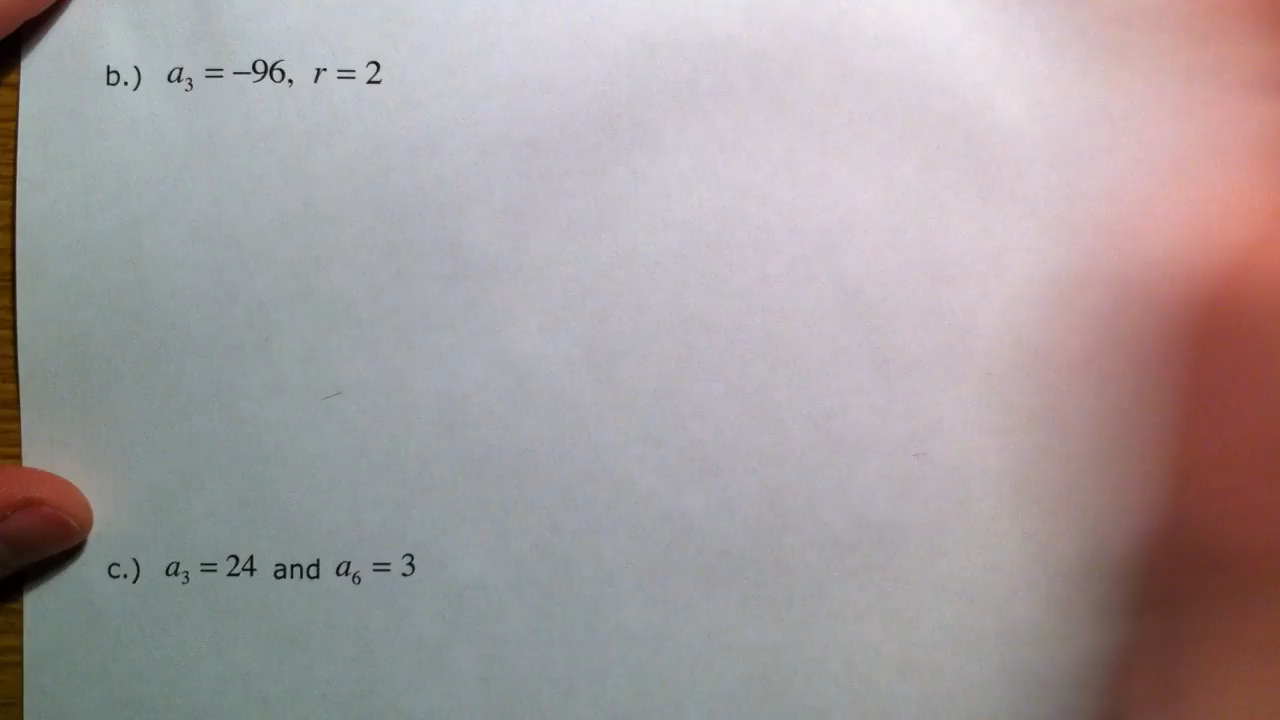 b.) a₃ = –96, r = 2
c.) a₃ = 24 and a₆ = 3